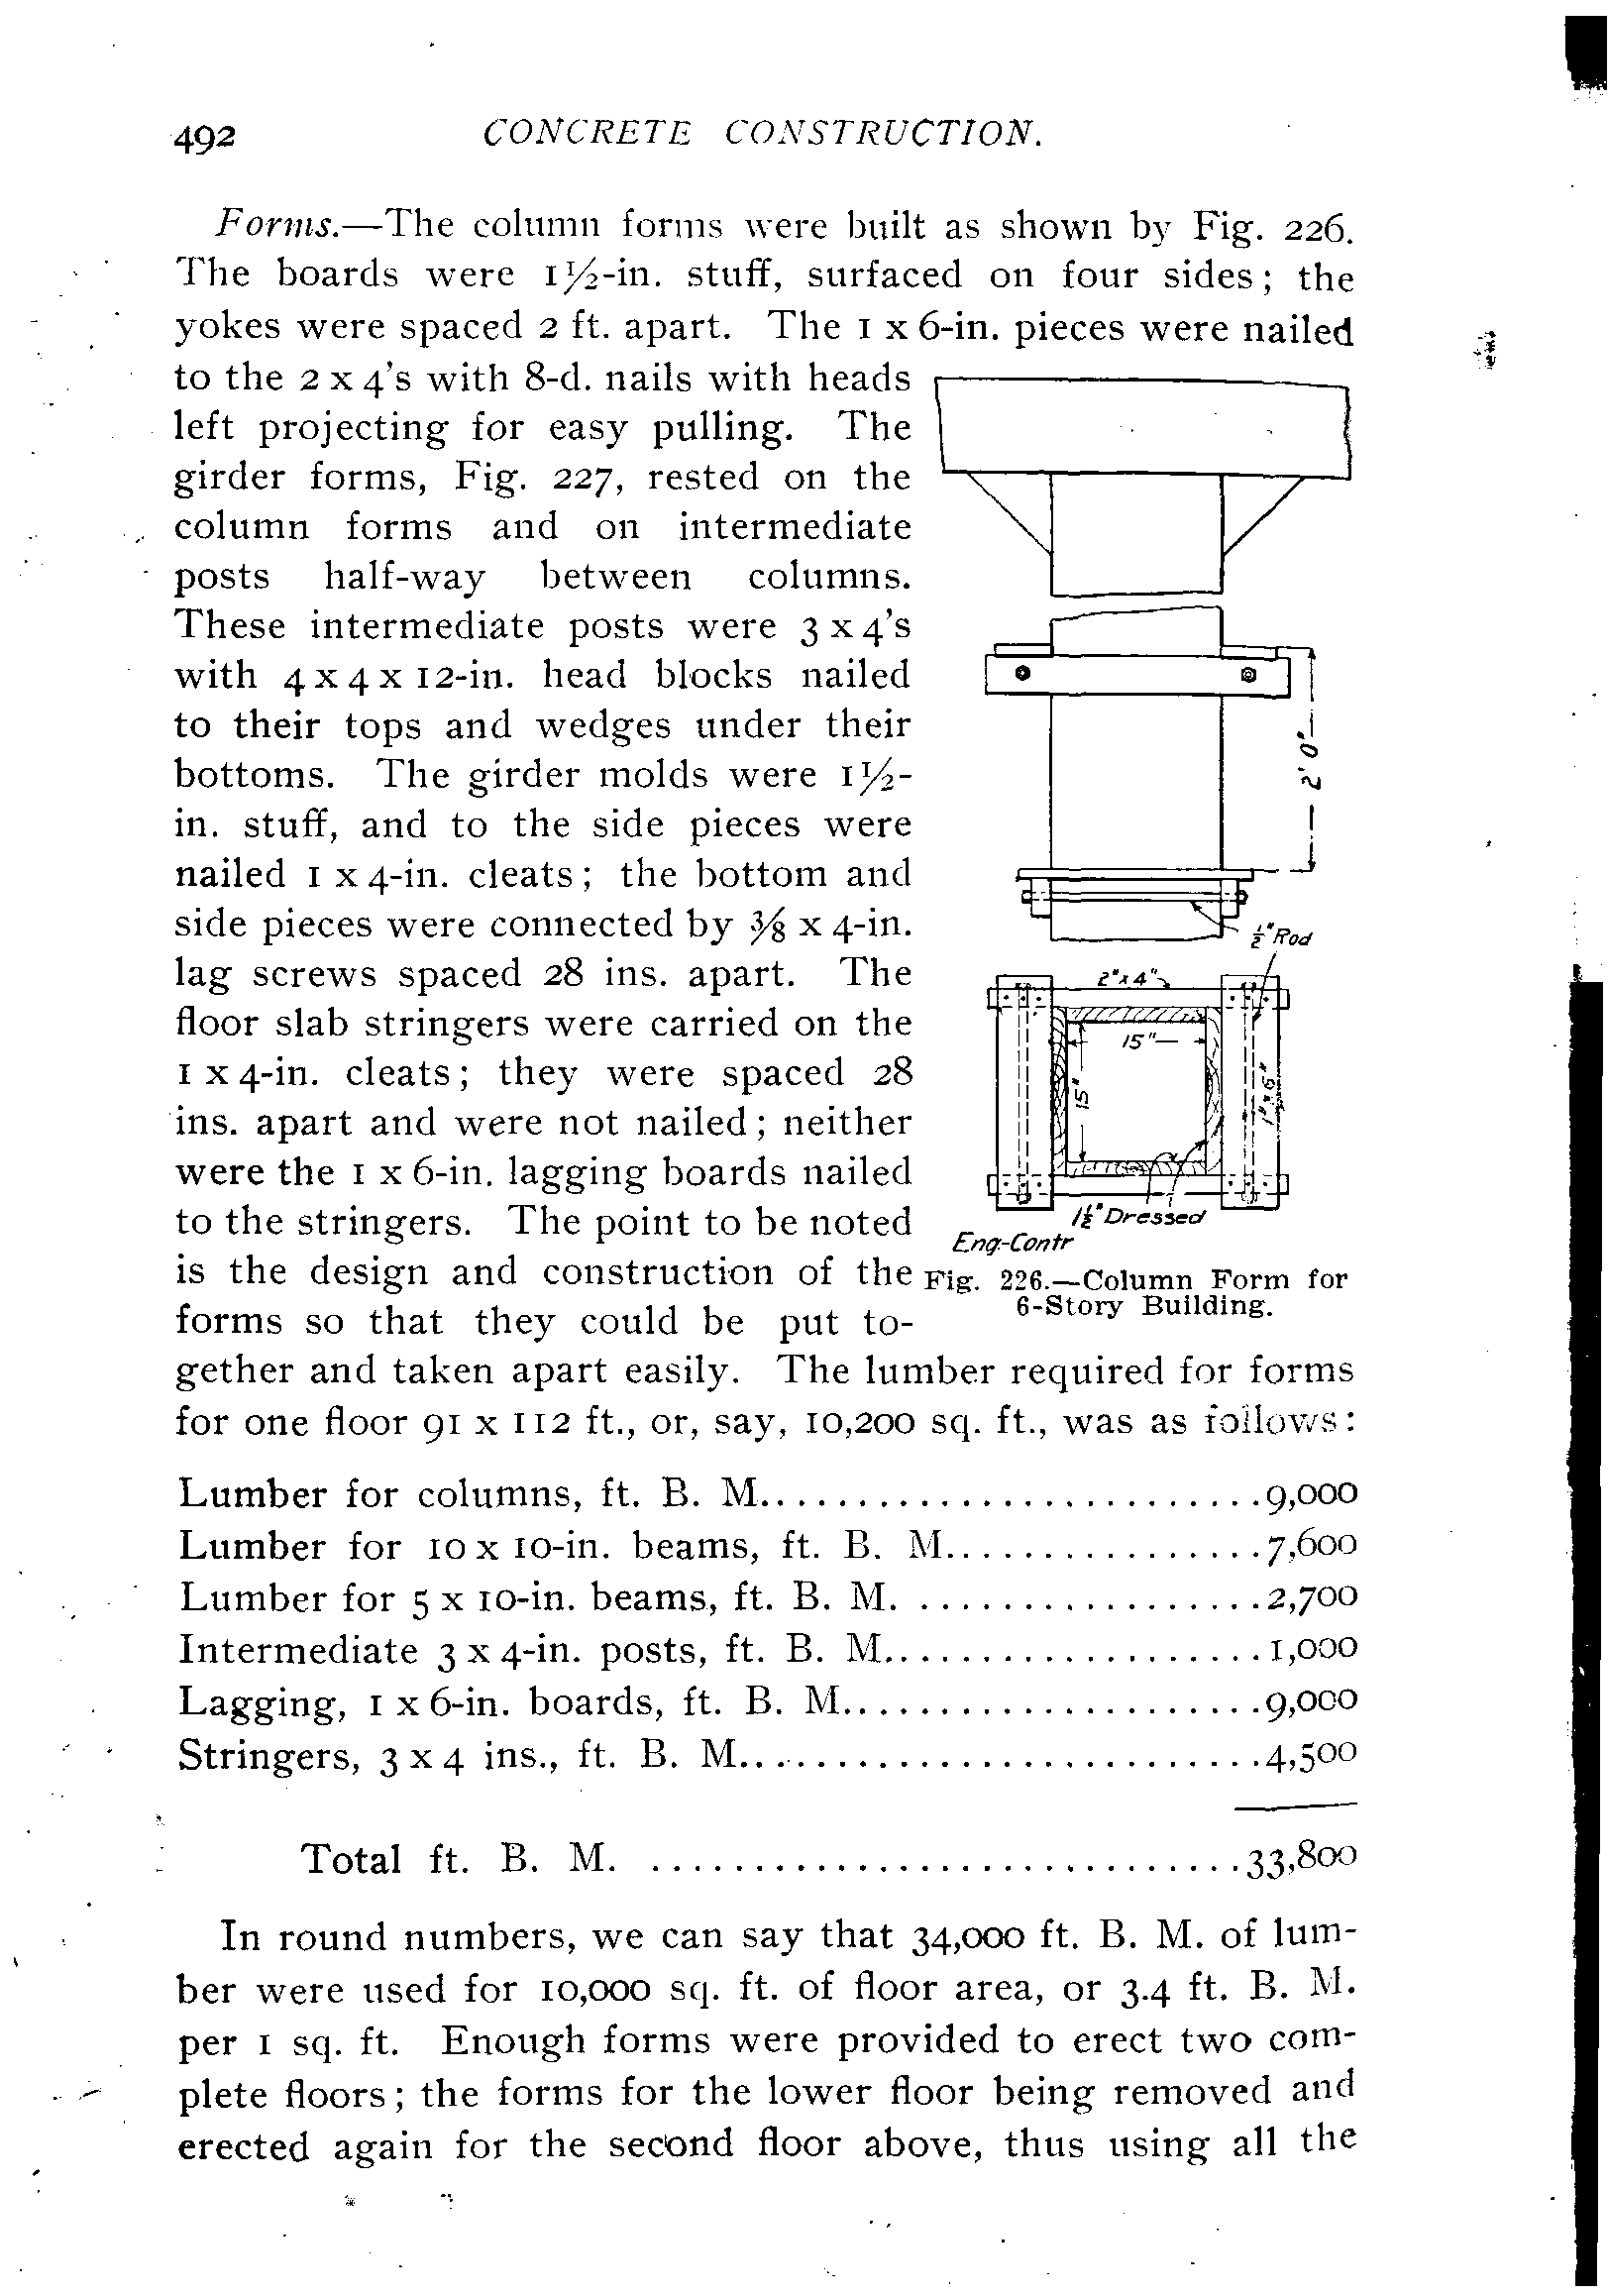 492 CONCRETE CONSTRUCTION.
Forms.—The column forms were built as shown by Fig. 226.
The boards were 1½-in. stuff, surfaced on four sides; the
yokes were spaced 2 ft. apart. The 1 x 6-in. pieces were nailed
to the 2 x 4's with 8-d. nails with heads
left projecting for easy pulling. The
girder forms, Fig. 227, rested on the
column forms and on intermediate
posts half-way between columns.
These intermediate posts were 3 x 4's
with 4 x 4 x 12-in. head blocks nailed
to their tops and wedges under their
bottoms. The girder molds were 1½-
in. stuff, and to the side pieces were
nailed 1 x 4-in. cleats; the bottom and
side pieces were connected by ⅜ x 4-in.
lag screws spaced 28 ins. apart. The
floor slab stringers were carried on the
1 x 4-in. cleats; they were spaced 28
ins. apart and were not nailed; neither
were the 1 x 6-in. lagging boards nailed
to the stringers. The point to be noted
is the design and construction of the
forms so that they could be put to-
gether and taken apart easily. The lumber required for forms
for one floor 91 x 112 ft., or, say, 10,200 sq. ft., was as follows:
2' 0"
½" Rod
2"x4"
15"
15"
1"x6"
1½" Dressed
Eng-Contr
Fig. 226.—Column Form for
6-Story Building.
Lumber for columns, ft. B. M..........................9,000
Lumber for 10 x 10-in. beams, ft. B. M.................7,600
Lumber for 5 x 10-in. beams, ft. B. M. .................2,700
Intermediate 3 x 4-in. posts, ft. B. M....................1,000
Lagging, 1 x 6-in. boards, ft. B. M......................9,000
Stringers, 3 x 4 ins., ft. B. M............................4,500
Total ft. B. M. .............................33,800
In round numbers, we can say that 34,000 ft. B. M. of lum-
ber were used for 10,000 sq. ft. of floor area, or 3.4 ft. B. M.
per 1 sq. ft. Enough forms were provided to erect two com-
plete floors; the forms for the lower floor being removed and
erected again for the second floor above, thus using all the